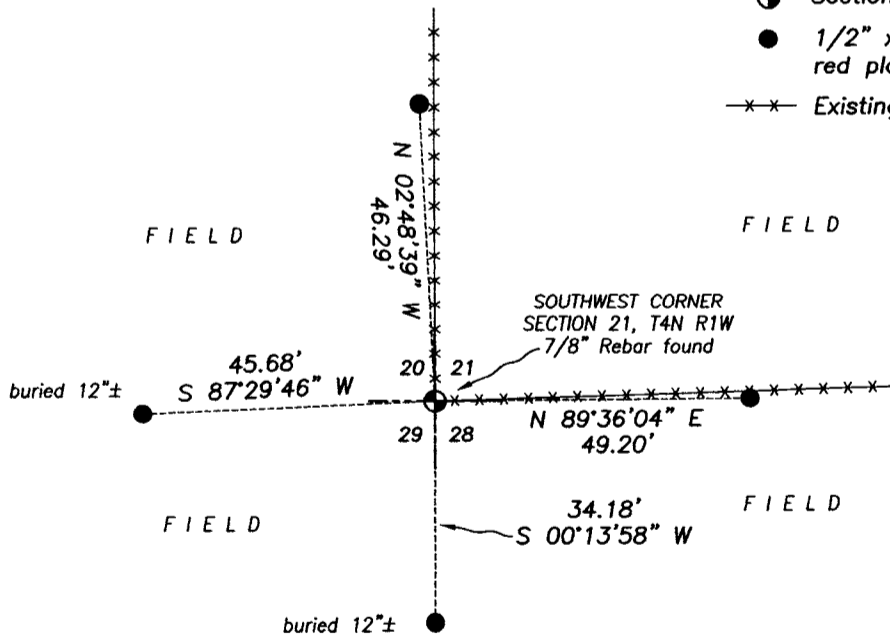 Section
1/2" x
red pla
Existing
N 02°48'39" W
46.29'
FIELD
FIELD
SOUTHWEST CORNER
SECTION 21, T4N R1W
7/8" Rebar found
20 21
45.68'
S 87°29'46" W
buried 12"±
29 28
N 89°36'04" E
49.20'
34.18'
S 00°13'58" W
FIELD
FIELD
buried 12"±